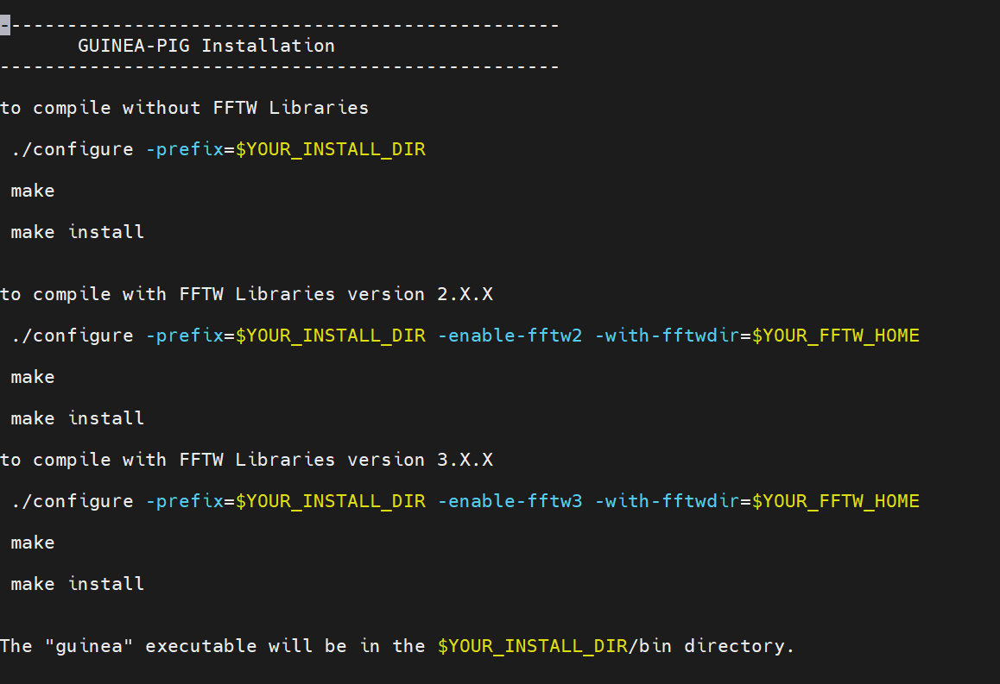 --------------------------------------------------
       GUINEA-PIG Installation
--------------------------------------------------
to compile without FFTW Libraries
 ./configure -prefix=$YOUR_INSTALL_DIR
 make
 make install
to compile with FFTW Libraries version 2.X.X
 ./configure -prefix=$YOUR_INSTALL_DIR -enable-fftw2 -with-fftwdir=$YOUR_FFTW_HOME
 make
 make install
to compile with FFTW Libraries version 3.X.X
 ./configure -prefix=$YOUR_INSTALL_DIR -enable-fftw3 -with-fftwdir=$YOUR_FFTW_HOME
 make
 make install
The "guinea" executable will be in the $YOUR_INSTALL_DIR/bin directory.